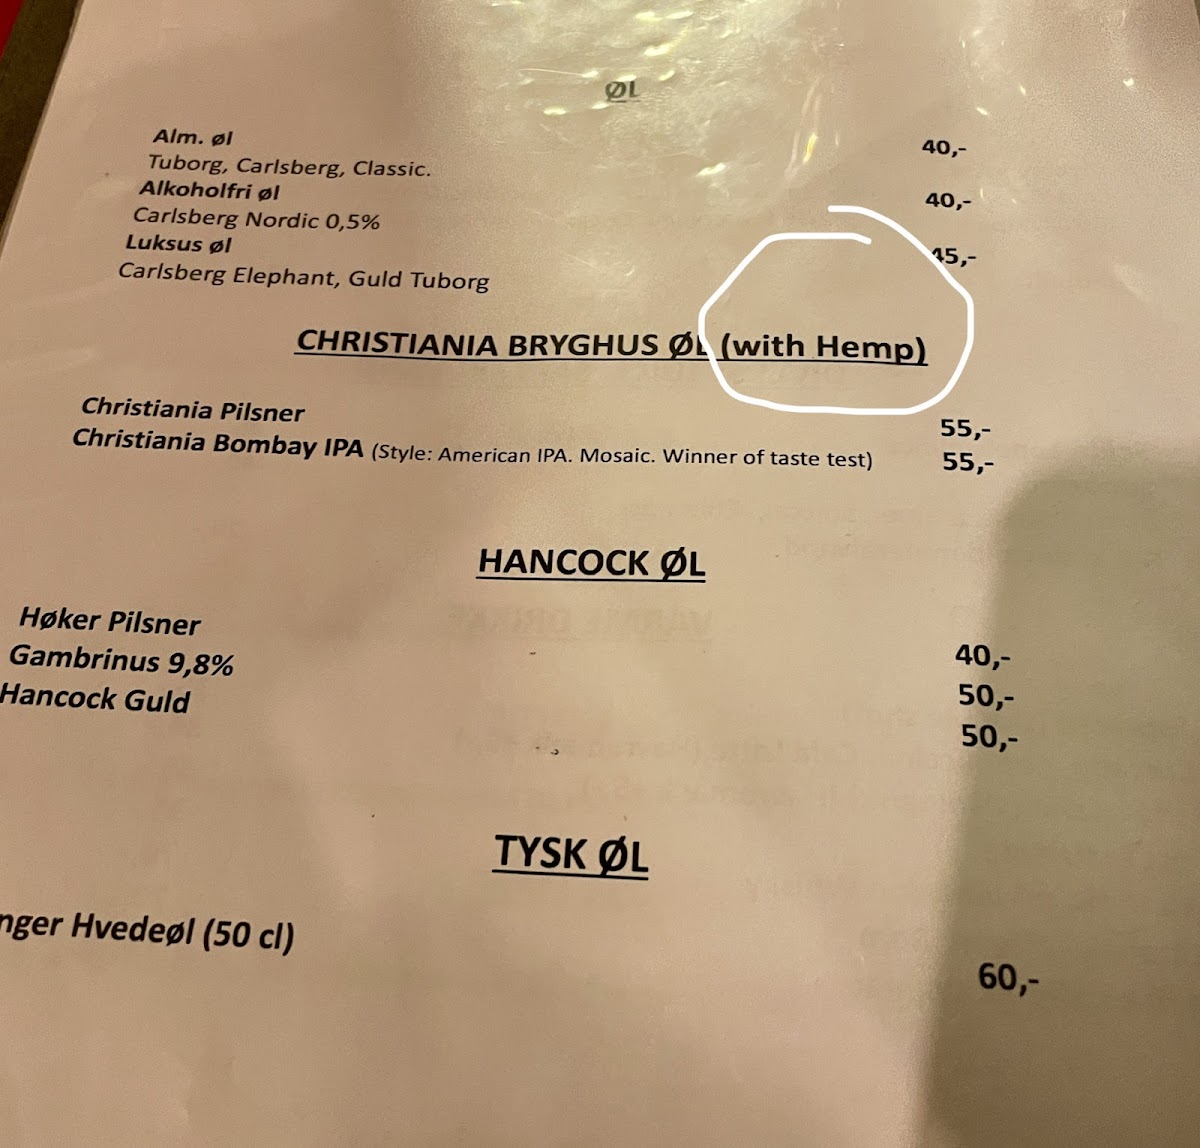 ØL
Alm. øl 40,-
Tuborg, Carlsberg, Classic.
Alkoholfri øl 40,-
Carlsberg Nordic 0,5%
Luksus øl 45,-
Carlsberg Elephant, Guld Tuborg
CHRISTIANIA BRYGHUS ØL (with Hemp)
Christiania Pilsner 55,-
Christiania Bombay IPA (Style: American IPA. Mosaic. Winner of taste test) 55,-
HANCOCK ØL
Høker Pilsner 40,-
Gambrinus 9,8% 50,-
Hancock Guld 50,-
TYSK ØL
Hvedeøl (50 cl) 60,-